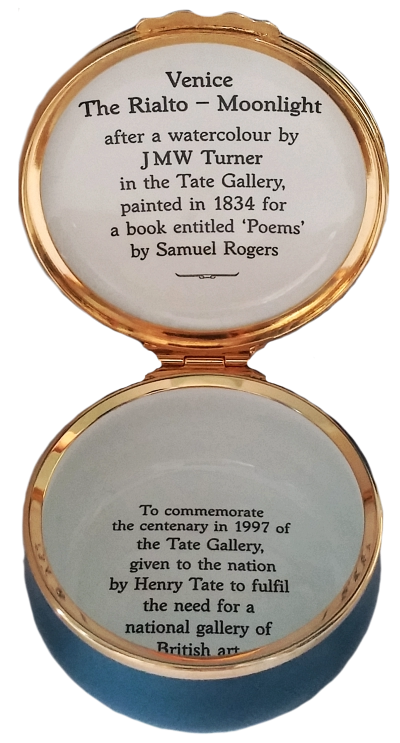 Venice
The Rialto – Moonlight
after a watercolour by
JMW Turner
in the Tate Gallery,
painted in 1834 for
a book entitled 'Poems'
by Samuel Rogers
To commemorate
the centenary in 1997 of
the Tate Gallery,
given to the nation
by Henry Tate to fulfil
the need for a
national gallery of
British art